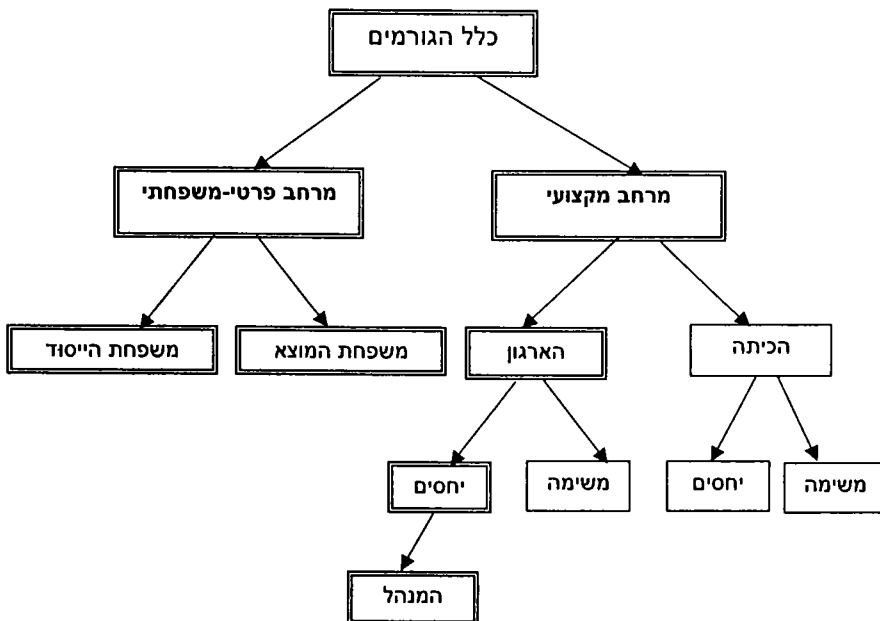 כלל הגורמים
מרחב מקצועי
מרחב פרטי-משפחתי
הכיתה
הארגון
משפחת המוצא
משפחת הייסוד
משימה
יחסים
משימה
יחסים
המנהל